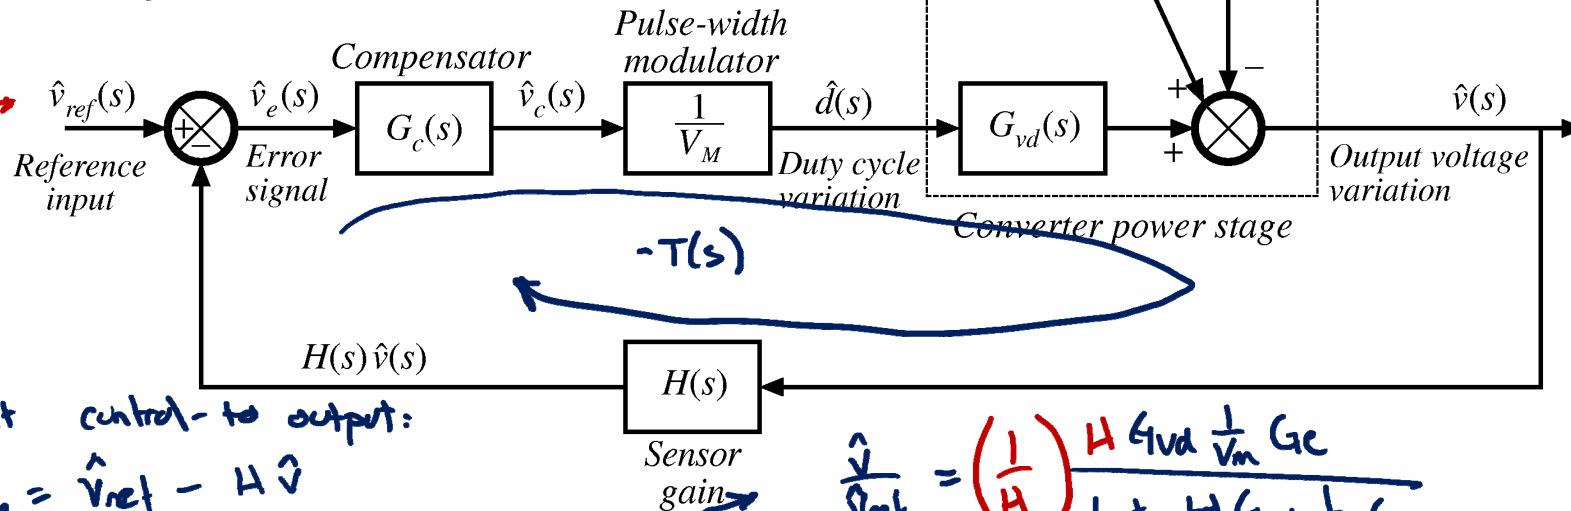 Pulse-width
modulator
Compensator
v̂ref(s)
v̂e(s)
Gc(s)
v̂c(s)
1/VM
d̂(s)
Gvd(s)
v̂(s)
+
−
+
+
−
Reference
input
Error
signal
Duty cycle
variation
Output voltage
variation
Converter power stage
-T(s)
H(s) v̂(s)
H(s)
Sensor
gain
control-to output:
= v̂ref - H v̂
v̂ = (1/H) H Gvd 1/Vm Gc